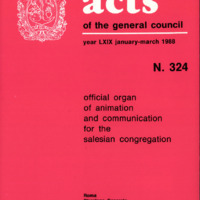 acts
of the general council
year LXIX january-march 1988
N. 324
official organ
of animation
and communication
for the
salesian congregation
Roma